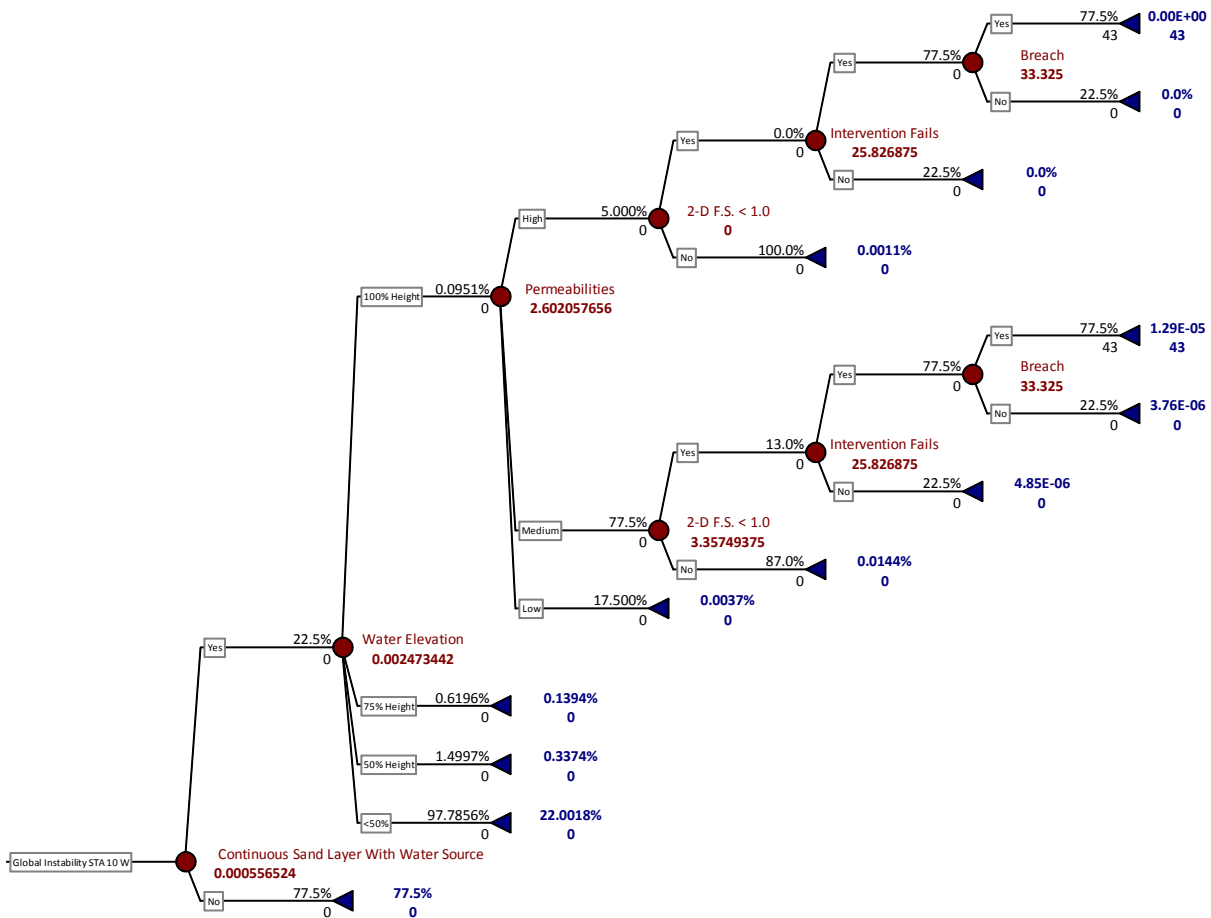 Yes
77.5%
43
0.00E+00
43
Yes
77.5%
0
Breach
33.325
No
22.5%
0
0.0%
0
Yes
0.0%
0
Intervention Fails
25.826875
No
22.5%
0
0.0%
0
High
5.000%
0
2-D F.S. < 1.0
0
No
100.0%
0
0.0011%
0
100% Height
0.0951%
0
Permeabilities
2.602057656
Yes
77.5%
43
1.29E-05
43
Yes
77.5%
0
Breach
33.325
No
22.5%
0
3.76E-06
0
Yes
13.0%
0
Intervention Fails
25.826875
No
22.5%
0
4.85E-06
0
Medium
77.5%
0
2-D F.S. < 1.0
3.35749375
No
87.0%
0
0.0144%
0
Low
17.500%
0
0.0037%
0
Yes
22.5%
0
Water Elevation
0.002473442
75% Height
0.6196%
0
0.1394%
0
50% Height
1.4997%
0
0.3374%
0
<50%
97.7856%
0
22.0018%
0
Global Instability STA 10 W
Continuous Sand Layer With Water Source
0.000556524
No
77.5%
0
77.5%
0